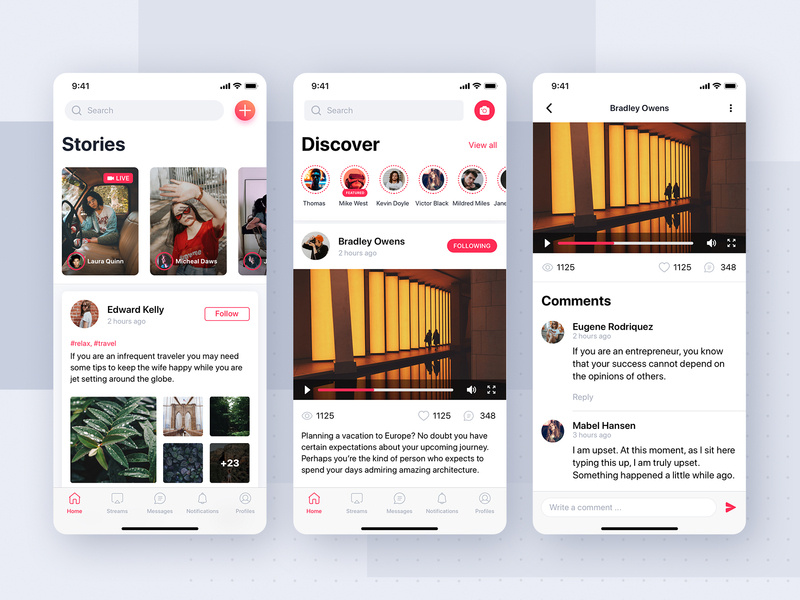 9:41
Search
Stories
LIVE
Laura Quinn
Micheal Daws
J
Edward Kelly
2 hours ago
Follow
#relax, #travel
If you are an infrequent traveler you may need
some tips to keep the wife happy while you are
jet setting around the globe.
+23
Home
Streams
Messages
Notifications
Profiles
9:41
Search
Discover
View all
FEATURED
Thomas
Mike West
Kevin Doyle
Victor Black
Mildred Miles
Jane
Bradley Owens
2 hours ago
FOLLOWING
1125
1125
348
Planning a vacation to Europe? No doubt you have
certain expectations about your upcoming journey.
Perhaps you're the kind of person who expects to
spend your days admiring amazing architecture.
Home
Streams
Messages
Notifications
Profiles
9:41
Bradley Owens
1125
1125
348
Comments
Eugene Rodriquez
2 hours ago
If you are an entrepreneur, you know
that your success cannot depend on
the opinions of others.
Reply
Mabel Hansen
3 hours ago
I am upset. At this moment, as I sit here
typing this up, I am truly upset.
Something happened a little while ago.
Write a comment ...